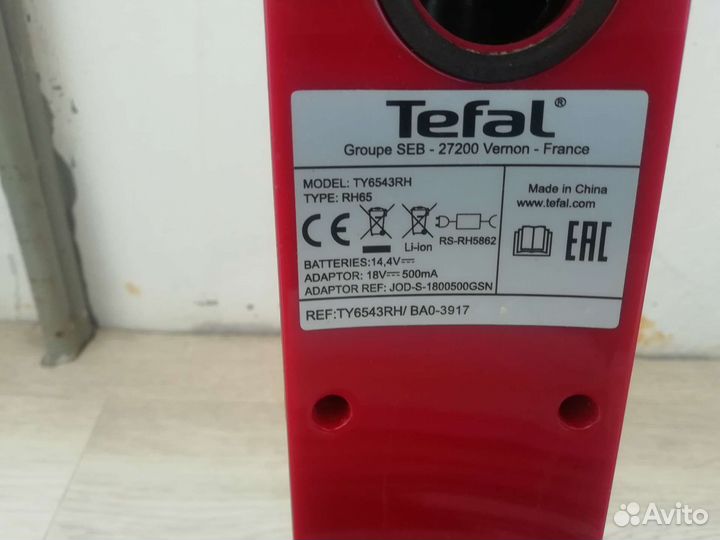 Tefal®
Groupe SEB - 27200 Vernon - France
MODEL: TY6543RH
TYPE: RH65
CE
Li-ion
RS-RH5862
BATTERIES:14,4V
ADAPTOR: 18V 500mA
ADAPTOR REF: JOD-S-1800500GSN
Made in China
www.tefal.com
EAC
REF:TY6543RH/ BA0-3917
Avito